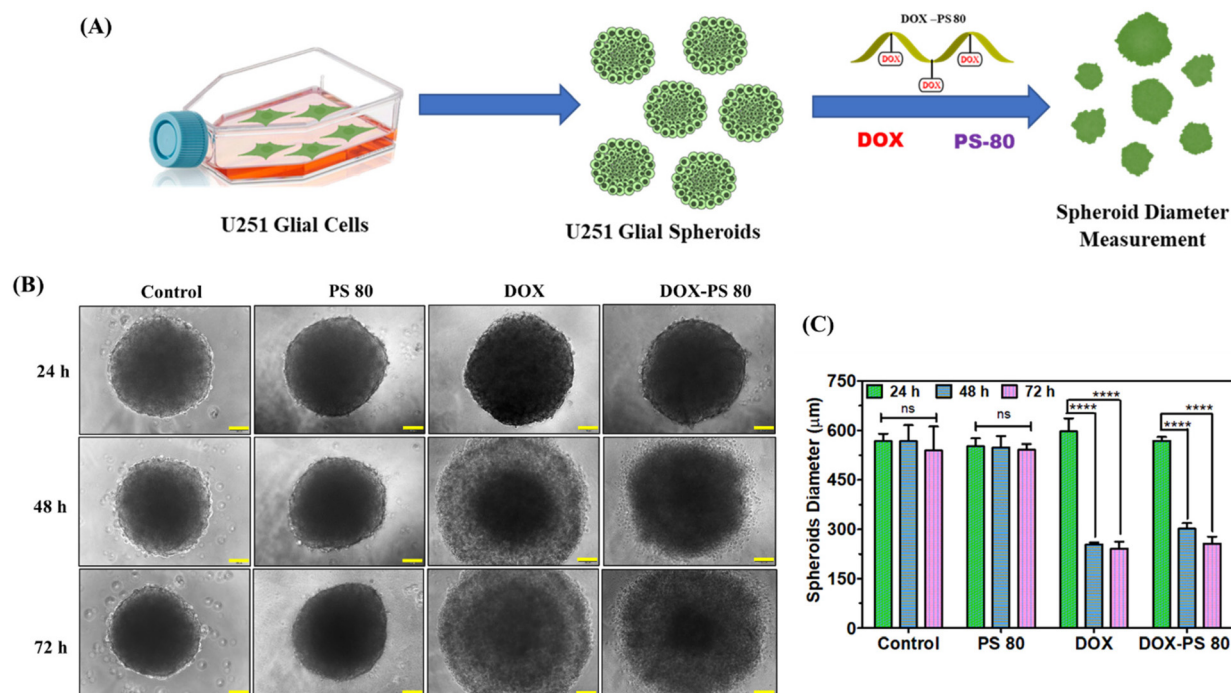 (A)
DOX –PS 80
DOX
DOX
DOX
DOX
PS-80
U251 Glial Cells
U251 Glial Spheroids
Spheroid Diameter
Measurement
(B)
Control
PS 80
DOX
DOX-PS 80
24 h
48 h
72 h
(C)
Spheroids Diameter (μm)
750
600
450
300
150
0
24 h
48 h
72 h
ns
ns
****
****
****
****
Control
PS 80
DOX
DOX-PS 80